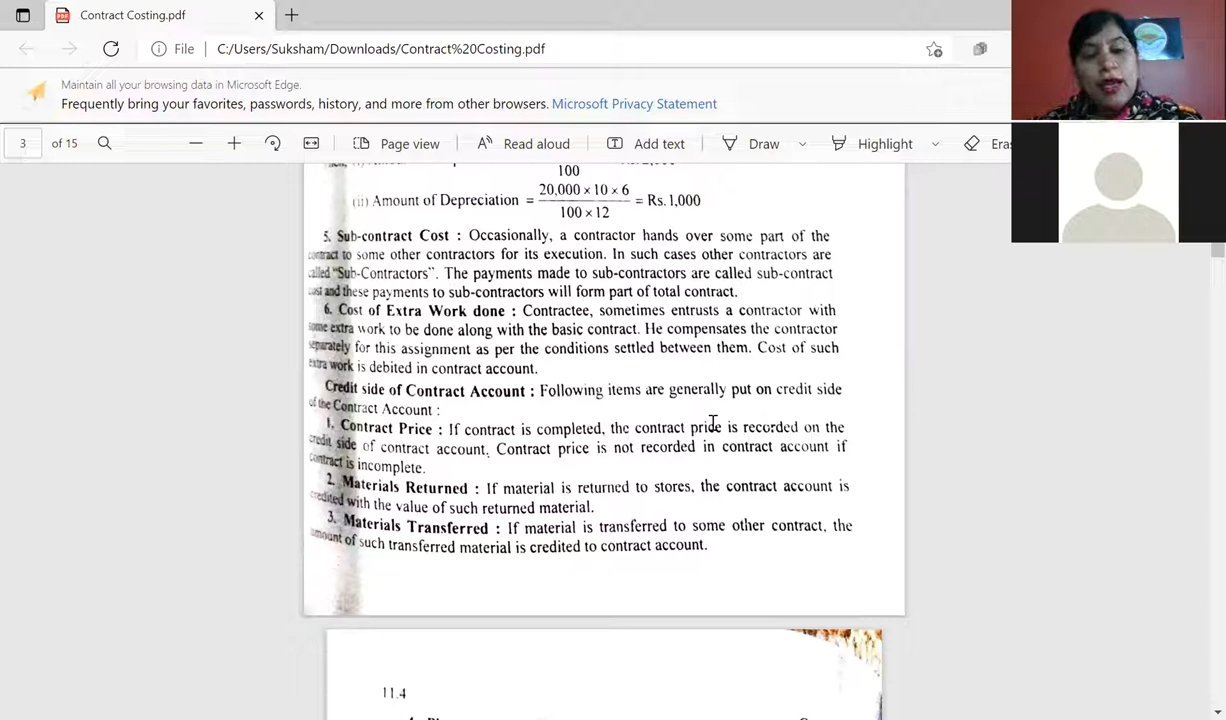 Contract Costing.pdf
File
C:/Users/Suksham/Downloads/Contract%20Costing.pdf
Maintain all your browsing data in Microsoft Edge.
Frequently bring your favorites, passwords, history, and more from other browsers. Microsoft Privacy Statement
3 of 15
Page view
Read aloud
Add text
Draw
Highlight
Eras
100
(ii) Amount of Depreciation = 20,000 × 10 × 6 = Rs. 1,000
100 × 12
5. Sub-contract Cost : Occasionally, a contractor hands over some part of the
contract to some other contractors for its execution. In such cases other contractors are
called "Sub-Contractors". The payments made to sub-contractors are called sub-contract
cost and these payments to sub-contractors will form part of total contract.
6. Cost of Extra Work done : Contractee, sometimes entrusts a contractor with
some extra work to be done along with the basic contract. He compensates the contractor
separately for this assignment as per the conditions settled between them. Cost of such
extra work is debited in contract account.
Credit side of Contract Account : Following items are generally put on credit side
of the Contract Account :
1. Contract Price : If contract is completed, the contract price is recorded on the
credit side of contract account. Contract price is not recorded in contract account if
contract is incomplete.
2. Materials Returned : If material is returned to stores, the contract account is
credited with the value of such returned material.
3. Materials Transferred : If material is transferred to some other contract, the
amount of such transferred material is credited to contract account.
11.4